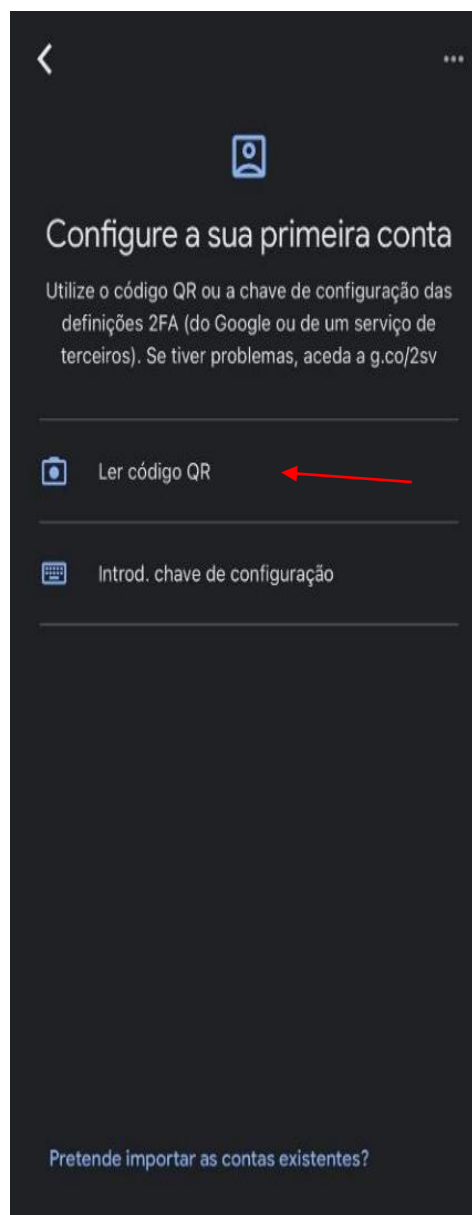 Configure a sua primeira conta
Utilize o código QR ou a chave de configuração das
definições 2FA (do Google ou de um serviço de
terceiros). Se tiver problemas, aceda a g.co/2sv
Ler código QR
Introd. chave de configuração
Pretende importar as contas existentes?